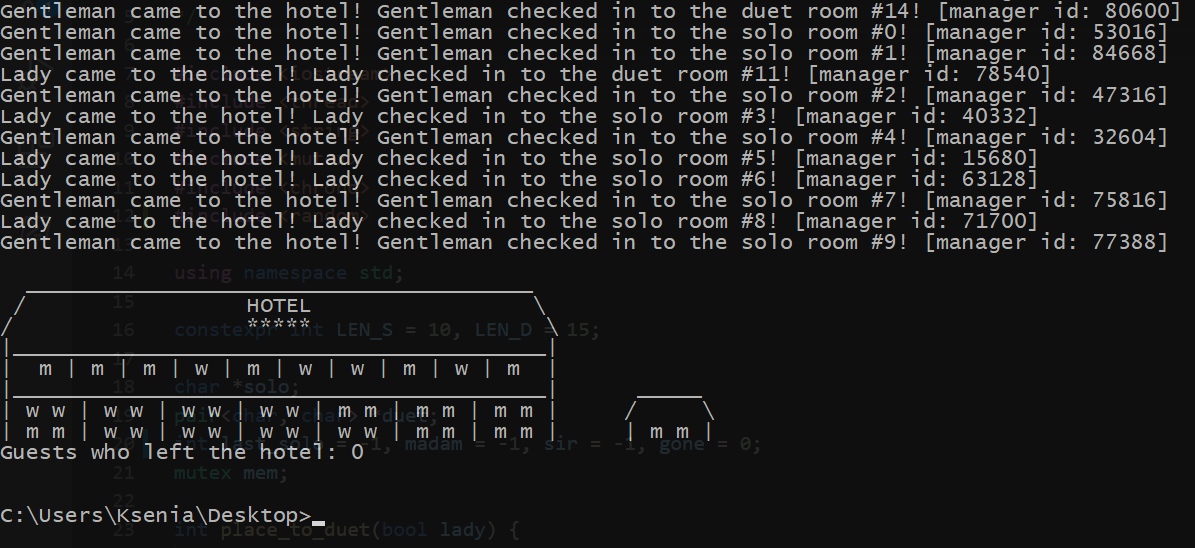 Gentleman came to the hotel! Gentleman checked in to the duet room #14! [manager id: 80600]
Gentleman came to the hotel! Gentleman checked in to the solo room #0! [manager id: 53016]
Gentleman came to the hotel! Gentleman checked in to the solo room #1! [manager id: 84668]
Lady came to the hotel! Lady checked in to the duet room #11! [manager id: 78540]
Gentleman came to the hotel! Gentleman checked in to the solo room #2! [manager id: 47316]
Lady came to the hotel! Lady checked in to the solo room #3! [manager id: 40332]
Gentleman came to the hotel! Gentleman checked in to the solo room #4! [manager id: 32604]
Lady came to the hotel! Lady checked in to the solo room #5! [manager id: 15680]
Lady came to the hotel! Lady checked in to the solo room #6! [manager id: 63128]
Gentleman came to the hotel! Gentleman checked in to the solo room #7! [manager id: 75816]
Lady came to the hotel! Lady checked in to the solo room #8! [manager id: 71700]
Gentleman came to the hotel! Gentleman checked in to the solo room #9! [manager id: 77388]
14 using namespace std;
15 HOTEL
*****
16 constexpr int LEN_S = 10, LEN_D = 15;
| m | m | m | w | m | w | w | m | w | m |
18 char *solo;
| w w | w w | w w | w w | m m | m m | m m |
| m m | w w | w w | w w | w w | m m | m m | | m m |
int last_solo = -1, madam = -1, sir = -1, gone = 0;
Guests who left the hotel: 0
21 mutex mem;
22
C:\Users\Ksenia\Desktop>
23 int place_to_duet(bool lady) {